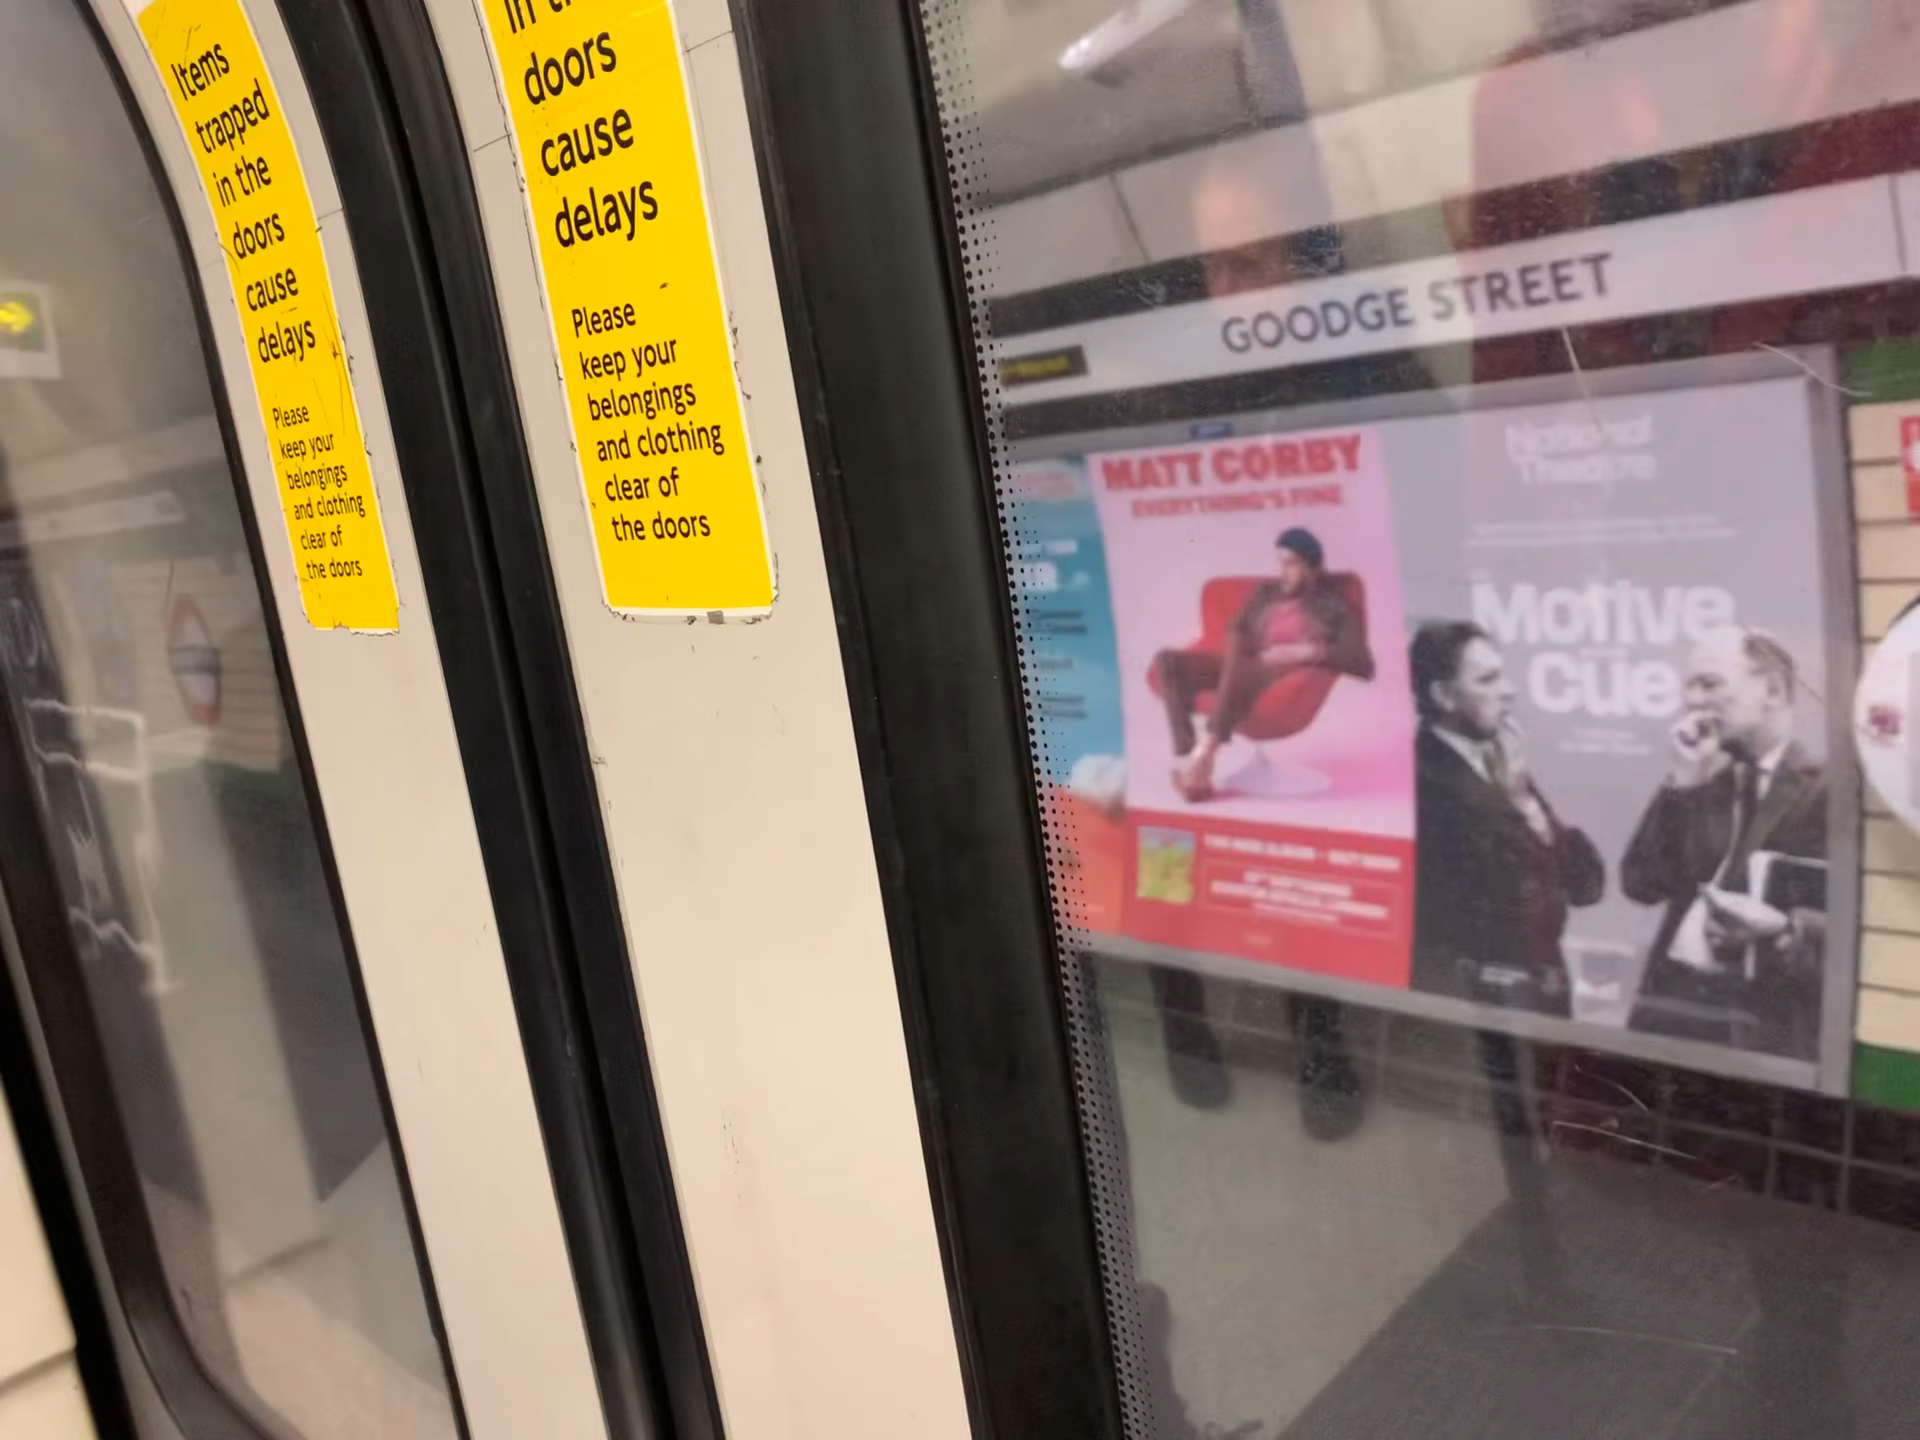 Items
trapped
in the
doors
cause
delays
Please
keep your
belongings
and clothing
clear of
the doors
doors
cause
delays
Please
keep your
belongings
and clothing
clear of
the doors
GOODGE STREET
MATT CORBY
EVERYTHING'S FINE
National
Theatre
Motive
Cue